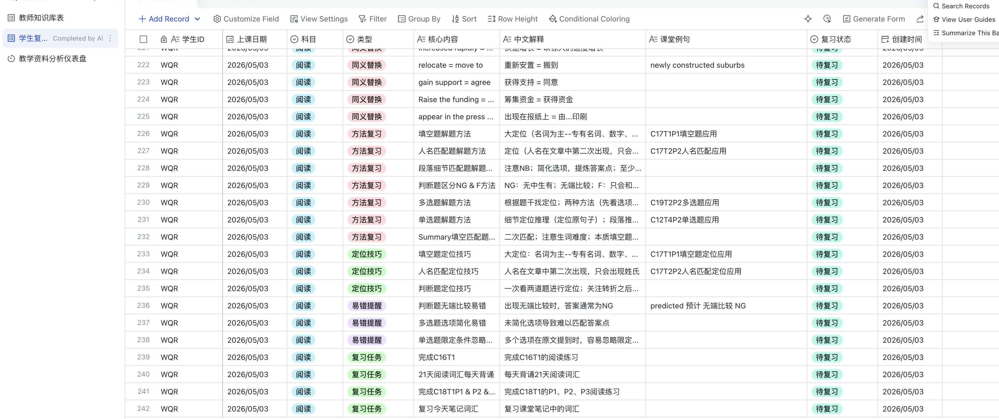 教师知识库表
学生复... Completed by AI
教学资料分析仪表盘
Add Record Customize Field View Settings Filter Group By Sort Row Height Conditional Coloring Generate Form
Search Records
View User Guides
Summarize This Ba
学生ID 上课日期 科目 类型 核心内容 中文解释 课堂例句 复习状态 创建时间
221 WQR 2026/05/03 阅读 同义替换 increased rapidly = ... 快速增长 = 以惊人的速度增长 待复习 2026/05/03
222 WQR 2026/05/03 阅读 同义替换 relocate = move to 重新安置 = 搬到 newly constructed suburbs 待复习 2026/05/03
223 WQR 2026/05/03 阅读 同义替换 gain support = agree 获得支持 = 同意 待复习 2026/05/03
224 WQR 2026/05/03 阅读 同义替换 Raise the funding = ... 筹集资金 = 获得资金 待复习 2026/05/03
225 WQR 2026/05/03 阅读 同义替换 appear in the press ... 出现在报纸上 = 由...印刷 待复习 2026/05/03
226 WQR 2026/05/03 阅读 方法复习 填空题解题方法 大定位（名词为主--专有名词、数字、... C17T1P1填空题应用 待复习 2026/05/03
227 WQR 2026/05/03 阅读 方法复习 人名匹配题解题方法 定位（人名在文章中第二次出现，只会... C17T2P2人名匹配应用 待复习 2026/05/03
228 WQR 2026/05/03 阅读 方法复习 段落细节匹配题解题... 注意NB；简化选项，提炼答案点；至少... 待复习 2026/05/03
229 WQR 2026/05/03 阅读 方法复习 判断题区分NG & F方法 NG：无中生有；无端比较；F：只会和... 待复习 2026/05/03
230 WQR 2026/05/03 阅读 方法复习 多选题解题方法 根据题干找定位；两种方法（先看选项... C19T2P2多选题应用 待复习 2026/05/03
231 WQR 2026/05/03 阅读 方法复习 单选题解题方法 细节定位推理（定位原句子）；段落推... C12T4P2单选题应用 待复习 2026/05/03
232 WQR 2026/05/03 阅读 方法复习 Summary填空匹配题... 二次匹配；注意生词难度；本质填空题... 待复习 2026/05/03
233 WQR 2026/05/03 阅读 定位技巧 填空题定位技巧 大定位：名词为主--专有名词、数字、... C17T1P1填空题定位应用 待复习 2026/05/03
234 WQR 2026/05/03 阅读 定位技巧 人名匹配定位技巧 人名在文章中第二次出现，只会出现姓氏 C17T2P2人名匹配定位应用 待复习 2026/05/03
235 WQR 2026/05/03 阅读 定位技巧 判断题定位技巧 一次看两道题进行定位；关注转折之后... 待复习 2026/05/03
236 WQR 2026/05/03 阅读 易错提醒 判断题无端比较易错 出现无端比较时，答案通常为NG predicted 预计 无端比较 NG 待复习 2026/05/03
237 WQR 2026/05/03 阅读 易错提醒 多选题选项简化易错 未简化选项导致难以匹配答案点 待复习 2026/05/03
238 WQR 2026/05/03 阅读 易错提醒 单选题限定条件忽略... 多个选项在原文提到时，容易忽略限定... 待复习 2026/05/03
239 WQR 2026/05/03 阅读 复习任务 完成C16T1 完成C16T1的阅读练习 待复习 2026/05/03
240 WQR 2026/05/03 阅读 复习任务 21天阅读词汇每天背诵 每天背诵21天阅读词汇 待复习 2026/05/03
241 WQR 2026/05/03 阅读 复习任务 完成C18T1P1 & P2 &... 完成C18T1的P1、P2、P3阅读练习 待复习 2026/05/03
242 WQR 2026/05/03 阅读 复习任务 复习今天笔记词汇 复习课堂笔记中的词汇 待复习 2026/05/03